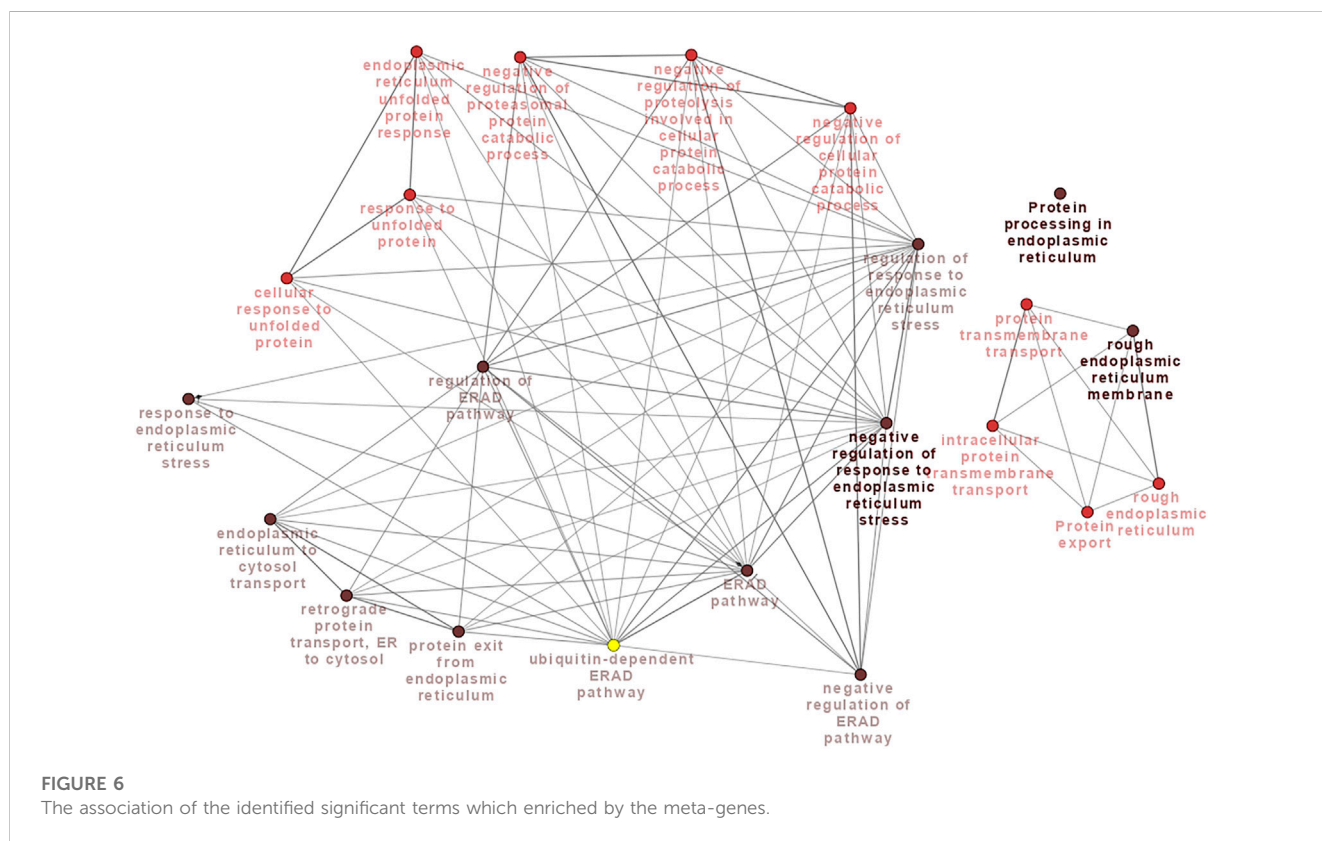 endoplasmic
reticulum
unfolded
protein
response
negative
regulation of
proteasomal
protein
catabolic
process
negative
regulation of
proteolysis
involved in
cellular
protein
catabolic
process
negative
regulation of
cellular
protein
catabolic
process
response to
unfolded
protein
Protein
processing in
endoplasmic
reticulum
regulation of
response to
endoplasmic
reticulum
stress
cellular
response to
unfolded
protein
protein
transmembrane
transport
rough
endoplasmic
reticulum
membrane
regulation of
ERAD
pathway
response to
endoplasmic
reticulum
stress
negative
regulation of
response to
endoplasmic
reticulum
stress
intracellular
protein
transmembrane
transport
rough
endoplasmic
reticulum
Protein
export
endoplasmic
reticulum to
cytosol
transport
ERAD
pathway
retrograde
protein
transport, ER
to cytosol
protein exit
from
endoplasmic
reticulum
ubiquitin-dependent
ERAD
pathway
negative
regulation of
ERAD
pathway
FIGURE 6
The association of the identified significant terms which enriched by the meta-genes.